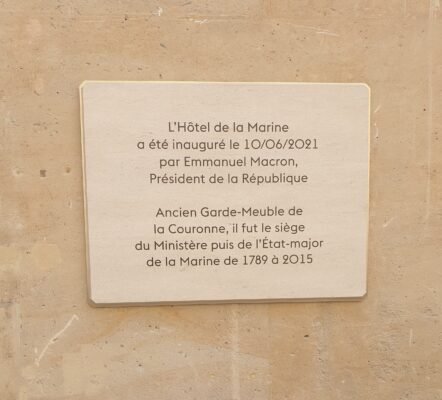 L'Hôtel de la Marine
a été inauguré le 10/06/2021
par Emmanuel Macron,
Président de la République
Ancien Garde-Meuble de
la Couronne, il fut le siège
du Ministère puis de l'État-major
de la Marine de 1789 à 2015